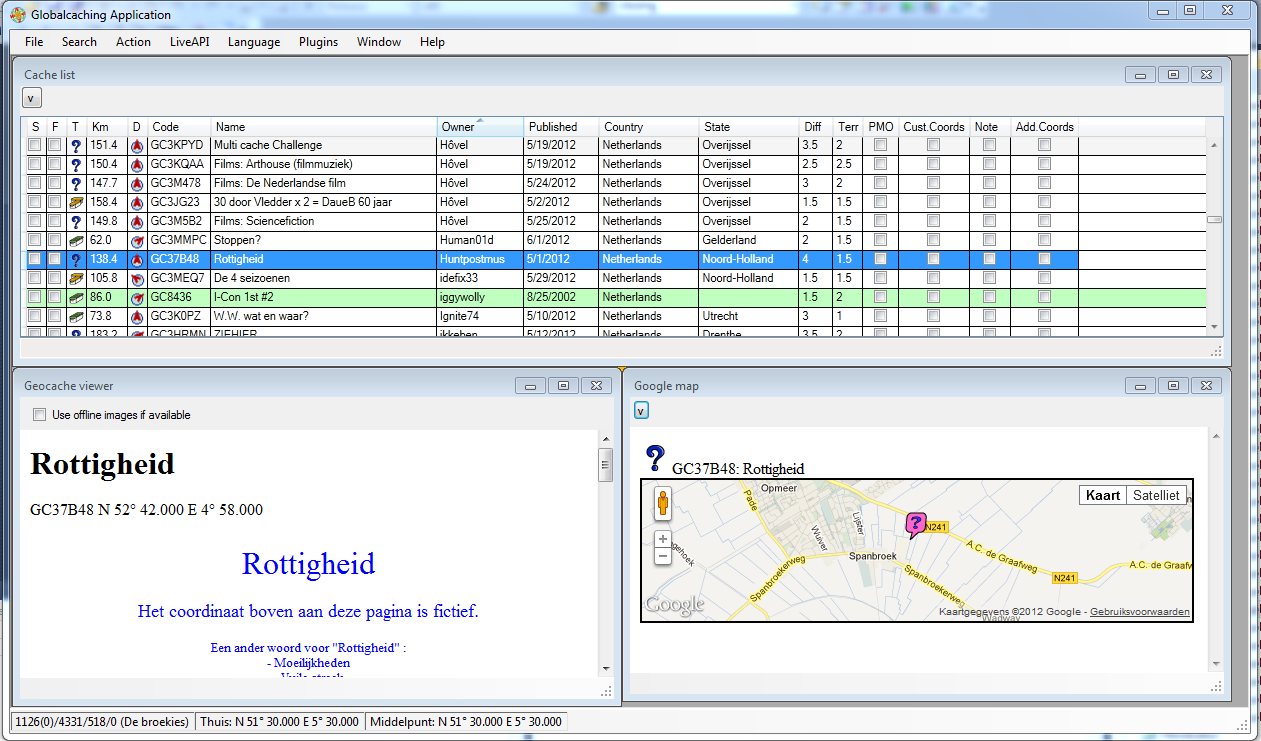 Globalcaching Application
File Search Action LiveAPI Language Plugins Window Help
Cache list
v
S F T Km D Code Name Owner Published Country State Diff Terr PMO Cust.Coords Note Add.Coords
? 151.4 GC3KPYD Multi cache Challenge Hôvel 5/19/2012 Netherlands Overijssel 3.5 2
? 150.4 GC3KQAA Films: Arthouse (filmmuziek) Hôvel 5/19/2012 Netherlands Overijssel 2.5 2.5
? 147.7 GC3M478 Films: De Nederlandse film Hôvel 5/24/2012 Netherlands Overijssel 3 2
158.4 GC3JG23 30 door Vledder x 2 = DaueB 60 jaar Hôvel 5/2/2012 Netherlands Overijssel 1.5 1.5
? 149.8 GC3M5B2 Films: Sciencefiction Hôvel 5/25/2012 Netherlands Overijssel 2 1.5
62.0 GC3MMPC Stoppen? Human01d 6/1/2012 Netherlands Gelderland 2 1.5
? 138.4 GC37B48 Rottigheid Huntpostmus 5/1/2012 Netherlands Noord-Holland 4 1.5
105.8 GC3MEQ7 De 4 seizoenen idefix33 5/29/2012 Netherlands Noord-Holland 1.5 1.5
86.0 GC8436 I-Con 1st #2 iggywolly 8/25/2002 Netherlands 1.5 2
73.8 GC3K0PZ W.W. wat en waar? Ignite74 5/10/2012 Netherlands Utrecht 3 1
? 183.2 GC3HRMN ZIEHIER ikkeben 5/12/2012 Netherlands Drenthe 3.5 2
Geocache viewer
Use offline images if available
Rottigheid
GC37B48 N 52° 42.000 E 4° 58.000
Rottigheid
Het coordinaat boven aan deze pagina is fictief.
Een ander woord voor "Rottigheid" :
- Moeilijkheden
- Vuile streek
Google map
v
? GC37B48: Rottigheid
Opmeer
Kaart Satelliet
Pade
Wuiver
Lijster
?
N241
+
-
Spanbroek
A.C. de Graafweg
Spanbroekerweg
Spanbroekerweg
N241
A.C. de Graafw
Google
Kaartgegevens ©2012 Google - Gebruiksvoorwaarden
Wadway
1126(0)/4331/518/0 (De broekies) Thuis: N 51° 30.000 E 5° 30.000 Middelpunt: N 51° 30.000 E 5° 30.000